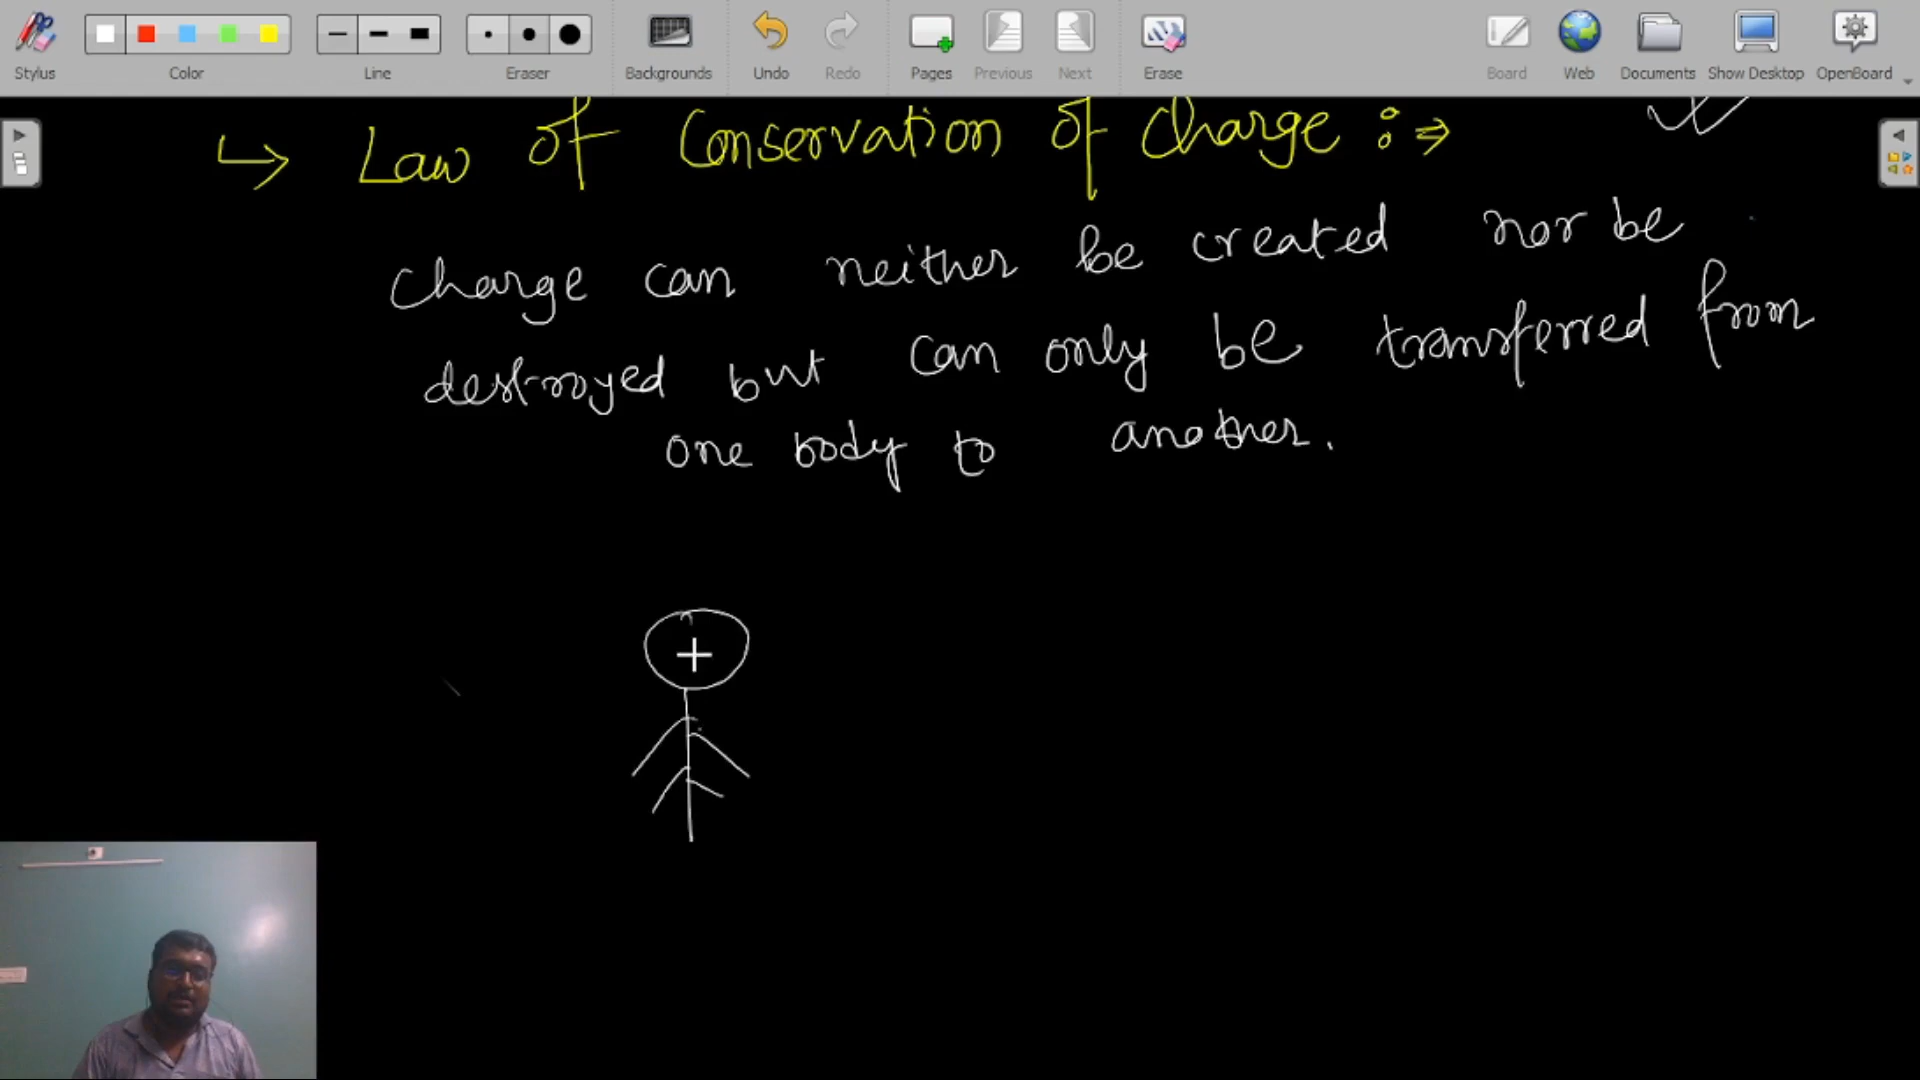 Stylus Color Line Eraser Backgrounds Undo Redo Pages Previous Next Erase Board Web Documents Show Desktop OpenBoard
↳ Law of Conservation of Charge :⇒
Charge can neither be created nor be
destroyed but can only be transferred from
one body to another.
+